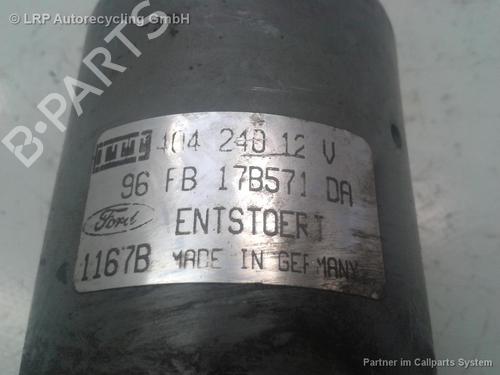 © LRP Autorecycling GmbH
404 240 12 V
96 FB 17B571 DA
Ford ENTSTOERT
1167B MADE IN GERMANY
Partner im Callparts System